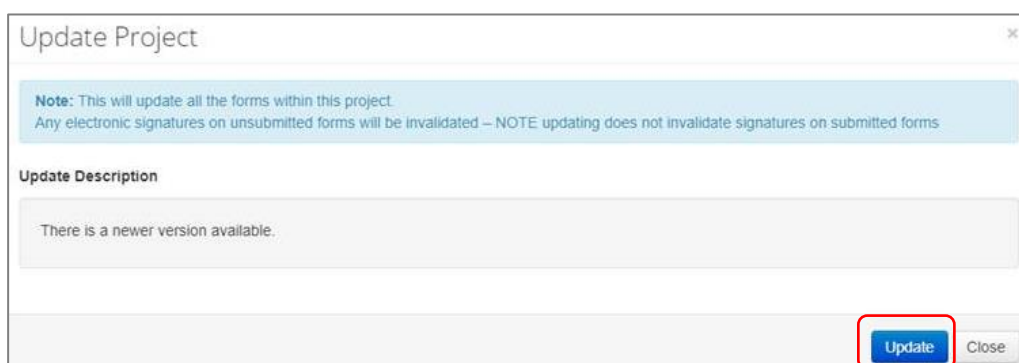 Update Project
×
Note: This will update all the forms within this project.
Any electronic signatures on unsubmitted forms will be invalidated – NOTE updating does not invalidate signatures on submitted forms
Update Description
There is a newer version available.
Update Close